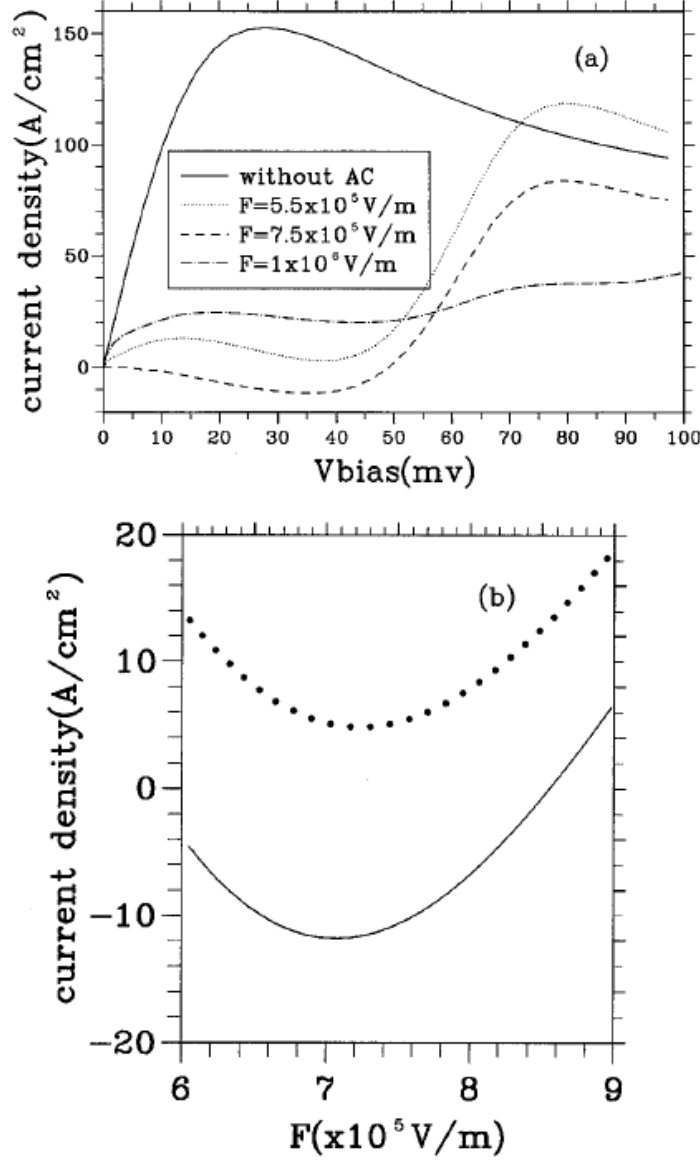 150
100
50
0
current density(A/cm²)
(a)
without AC
F=5.5x10⁵V/m
F=7.5x10⁵V/m
F=1x10⁶V/m
0 10 20 30 40 50 60 70 80 90 100
Vbias(mv)
20
10
0
−10
−20
current density(A/cm²)
(b)
6 7 8 9
F(x10⁵V/m)